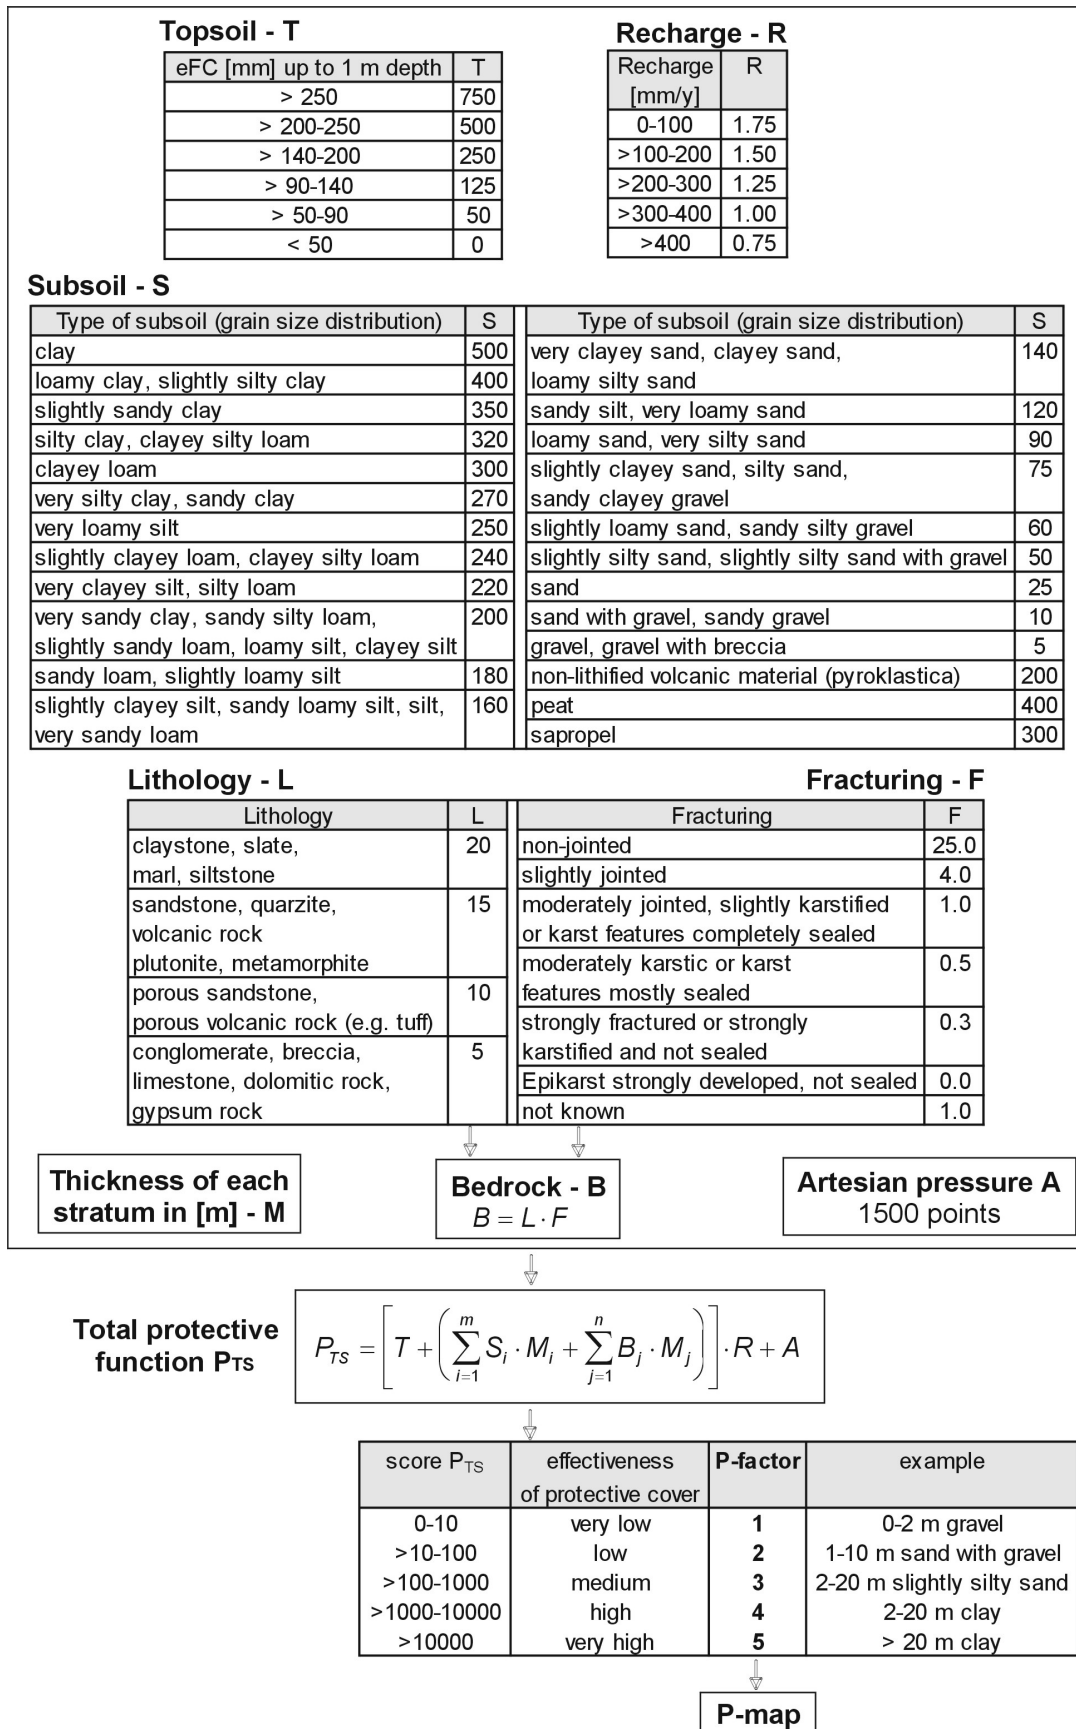 Topsoil - T
eFC [mm] up to 1 m depth T
> 250 750
> 200-250 500
> 140-200 250
> 90-140 125
> 50-90 50
< 50 0
Recharge - R
Recharge R
[mm/y]
0-100 1.75
>100-200 1.50
>200-300 1.25
>300-400 1.00
>400 0.75
Subsoil - S
Type of subsoil (grain size distribution) S
clay 500
loamy clay, slightly silty clay 400
slightly sandy clay 350
silty clay, clayey silty loam 320
clayey loam 300
very silty clay, sandy clay 270
very loamy silt 250
slightly clayey loam, clayey silty loam 240
very clayey silt, silty loam 220
very sandy clay, sandy silty loam, 200
slightly sandy loam, loamy silt, clayey silt
sandy loam, slightly loamy silt 180
slightly clayey silt, sandy loamy silt, silt, 160
very sandy loam
Type of subsoil (grain size distribution) S
very clayey sand, clayey sand, 140
loamy silty sand
sandy silt, very loamy sand 120
loamy sand, very silty sand 90
slightly clayey sand, silty sand, 75
sandy clayey gravel
slightly loamy sand, sandy silty gravel 60
slightly silty sand, slightly silty sand with gravel 50
sand 25
sand with gravel, sandy gravel 10
gravel, gravel with breccia 5
non-lithified volcanic material (pyroklastica) 200
peat 400
sapropel 300
Lithology - L
Lithology L
claystone, slate, 20
marl, siltstone
sandstone, quarzite, 15
volcanic rock
plutonite, metamorphite
porous sandstone, 10
porous volcanic rock (e.g. tuff)
conglomerate, breccia, 5
limestone, dolomitic rock,
gypsum rock
Fracturing - F
Fracturing F
non-jointed 25.0
slightly jointed 4.0
moderately jointed, slightly karstified 1.0
or karst features completely sealed
moderately karstic or karst 0.5
features mostly sealed
strongly fractured or strongly 0.3
karstified and not sealed
Epikarst strongly developed, not sealed 0.0
not known 1.0
Thickness of each
stratum in [m] - M
Bedrock - B
B = L · F
Artesian pressure A
1500 points
Total protective
function PTS
P_TS = [T + (∑_{i=1}^{m} S_i · M_i + ∑_{j=1}^{n} B_j · M_j)] · R + A
score PTS effectiveness P-factor example
of protective cover
0-10 very low 1 0-2 m gravel
>10-100 low 2 1-10 m sand with gravel
>100-1000 medium 3 2-20 m slightly silty sand
>1000-10000 high 4 2-20 m clay
>10000 very high 5 > 20 m clay
P-map